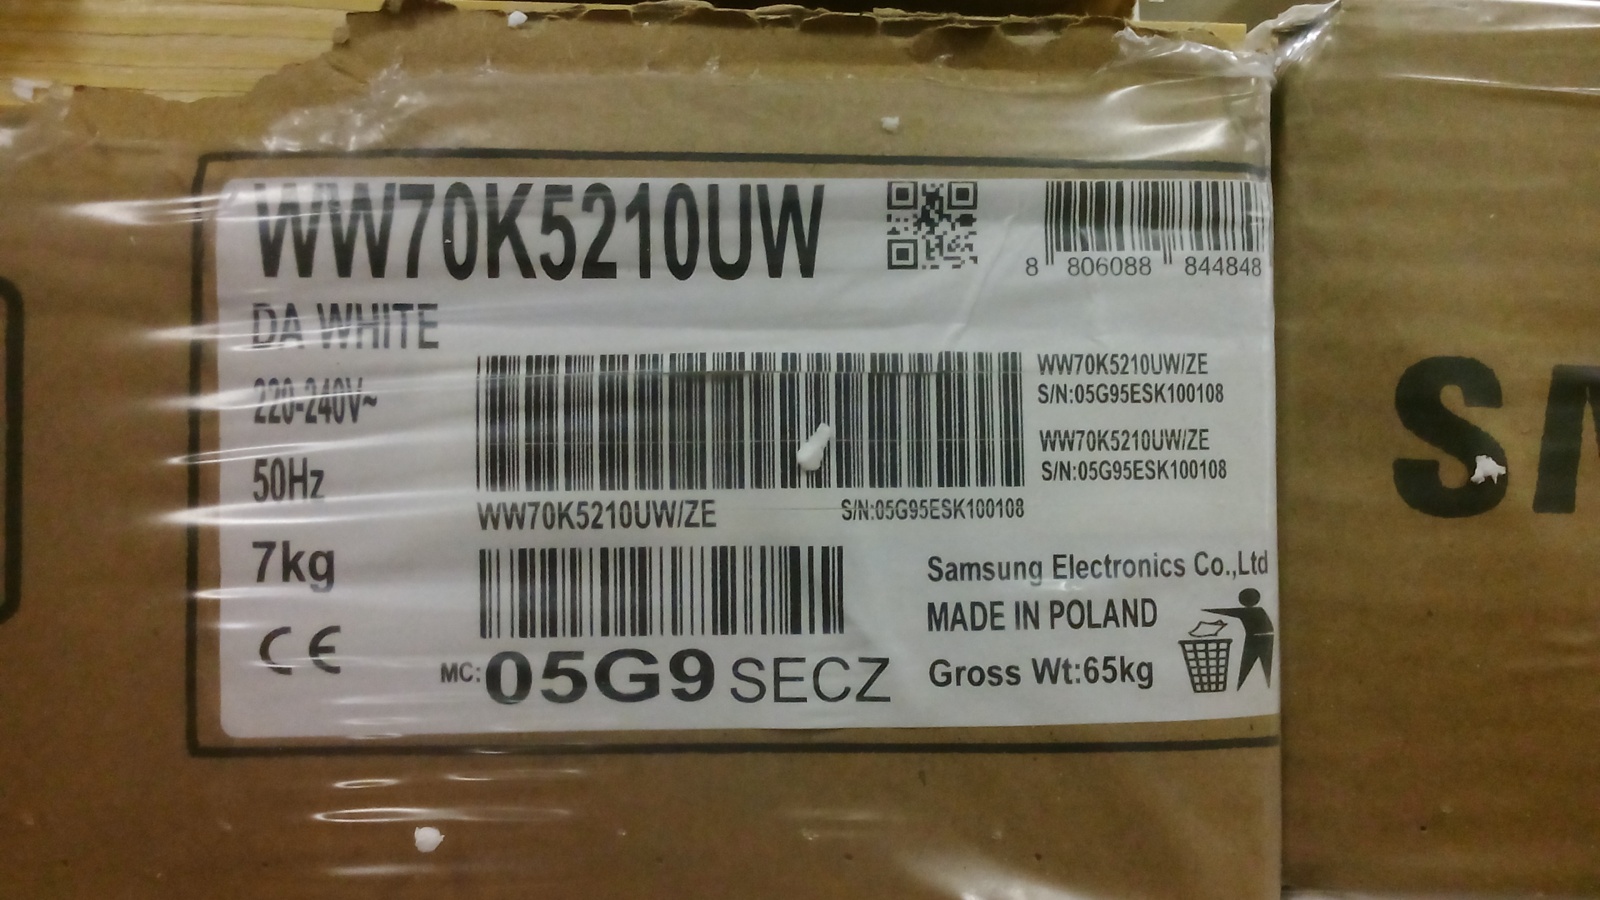 WW70K5210UW
8 806088 844848
DA WHITE
220-240V~
50Hz
7kg
CE
WW70K5210UW/ZE
S/N:05G95ESK100108
WW70K5210UW/ZE
S/N:05G95ESK100108
WW70K5210UW/ZE S/N:05G95ESK100108
MC:05G9 SECZ
Samsung Electronics Co.,Ltd
MADE IN POLAND
Gross Wt:65kg